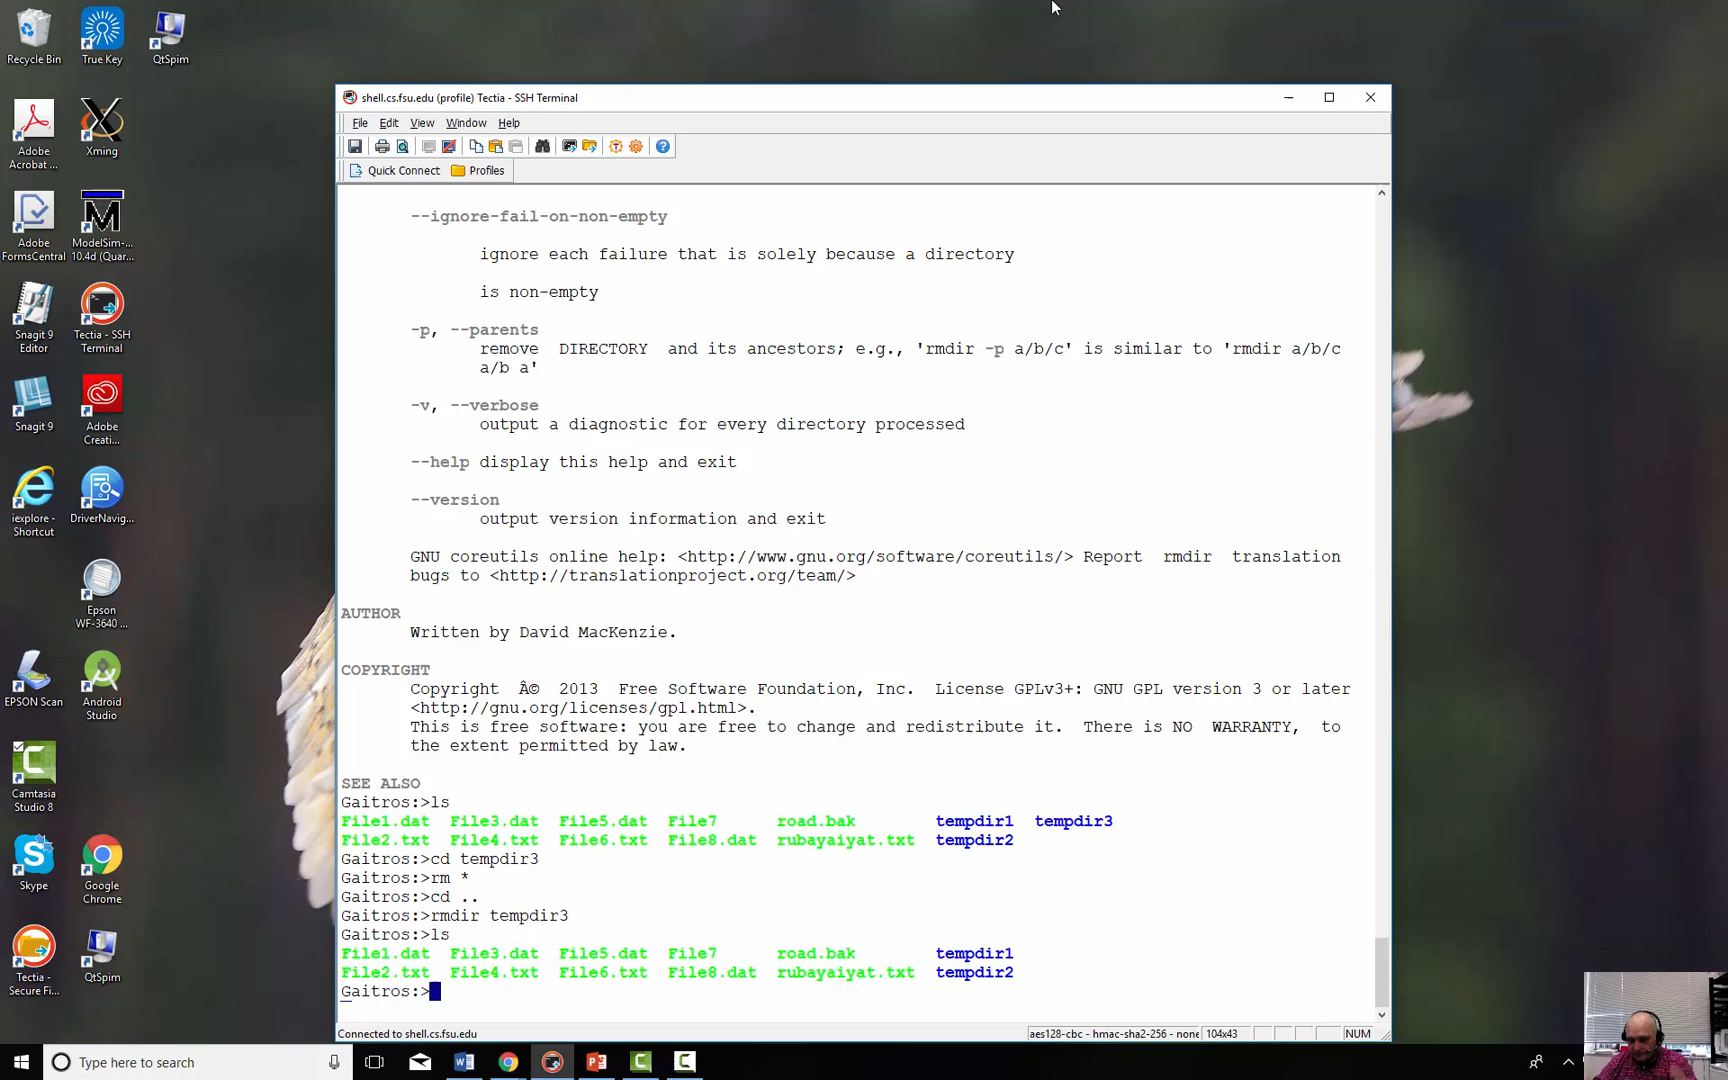 Recycle Bin
True Key
QtSpim
Adobe
Acrobat ...
Xming
Adobe
FormsCentral
ModelSim-...
10.4d (Quar...
Snagit 9
Editor
Tectia - SSH
Terminal
Snagit 9
Adobe
Creati...
iexplore -
Shortcut
DriverNavig...
Epson
WF-3640 ...
EPSON Scan
Android
Studio
Camtasia
Studio 8
Skype
Google
Chrome
Tectia -
Secure Fi...
QtSpim
shell.cs.fsu.edu (profile) Tectia - SSH Terminal
File Edit View Window Help
Quick Connect Profiles
--ignore-fail-on-non-empty
ignore each failure that is solely because a directory
is non-empty
-p, --parents
remove DIRECTORY and its ancestors; e.g., 'rmdir -p a/b/c' is similar to 'rmdir a/b/c
a/b a'
-v, --verbose
output a diagnostic for every directory processed
--help display this help and exit
--version
output version information and exit
GNU coreutils online help: <http://www.gnu.org/software/coreutils/> Report rmdir translation
bugs to <http://translationproject.org/team/>
AUTHOR
Written by David MacKenzie.
COPYRIGHT
Copyright Â© 2013 Free Software Foundation, Inc. License GPLv3+: GNU GPL version 3 or later
<http://gnu.org/licenses/gpl.html>.
This is free software: you are free to change and redistribute it. There is NO WARRANTY, to
the extent permitted by law.
SEE ALSO
Gaitros:>ls
File1.dat File3.dat File5.dat File7 road.bak tempdir1 tempdir3
File2.txt File4.txt File6.txt File8.dat rubayaiyat.txt tempdir2
Gaitros:>cd tempdir3
Gaitros:>rm *
Gaitros:>cd ..
Gaitros:>rmdir tempdir3
Gaitros:>ls
File1.dat File3.dat File5.dat File7 road.bak tempdir1
File2.txt File4.txt File6.txt File8.dat rubayaiyat.txt tempdir2
Gaitros:>
Connected to shell.cs.fsu.edu
aes128-cbc - hmac-sha2-256 - none 104x43 NUM
Type here to search